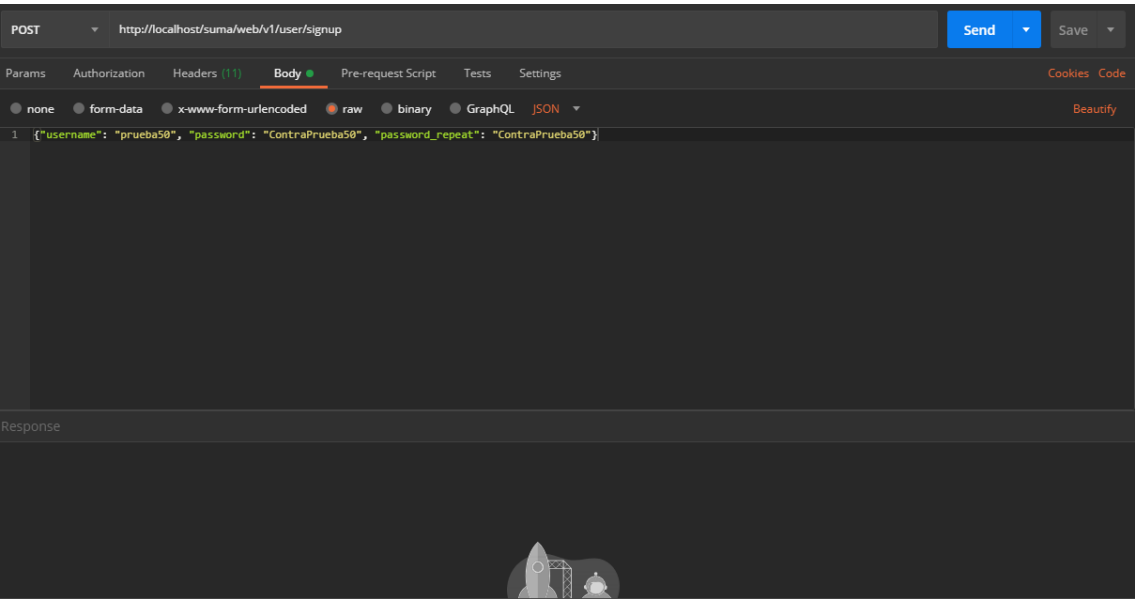 POST http://localhost/suma/web/v1/user/signup Send Save
Params Authorization Headers (11) Body Pre-request Script Tests Settings Cookies Code
none form-data x-www-form-urlencoded raw binary GraphQL JSON Beautify
1 {"username": "prueba50", "password": "ContraPrueba50", "password_repeat": "ContraPrueba50"}
Response